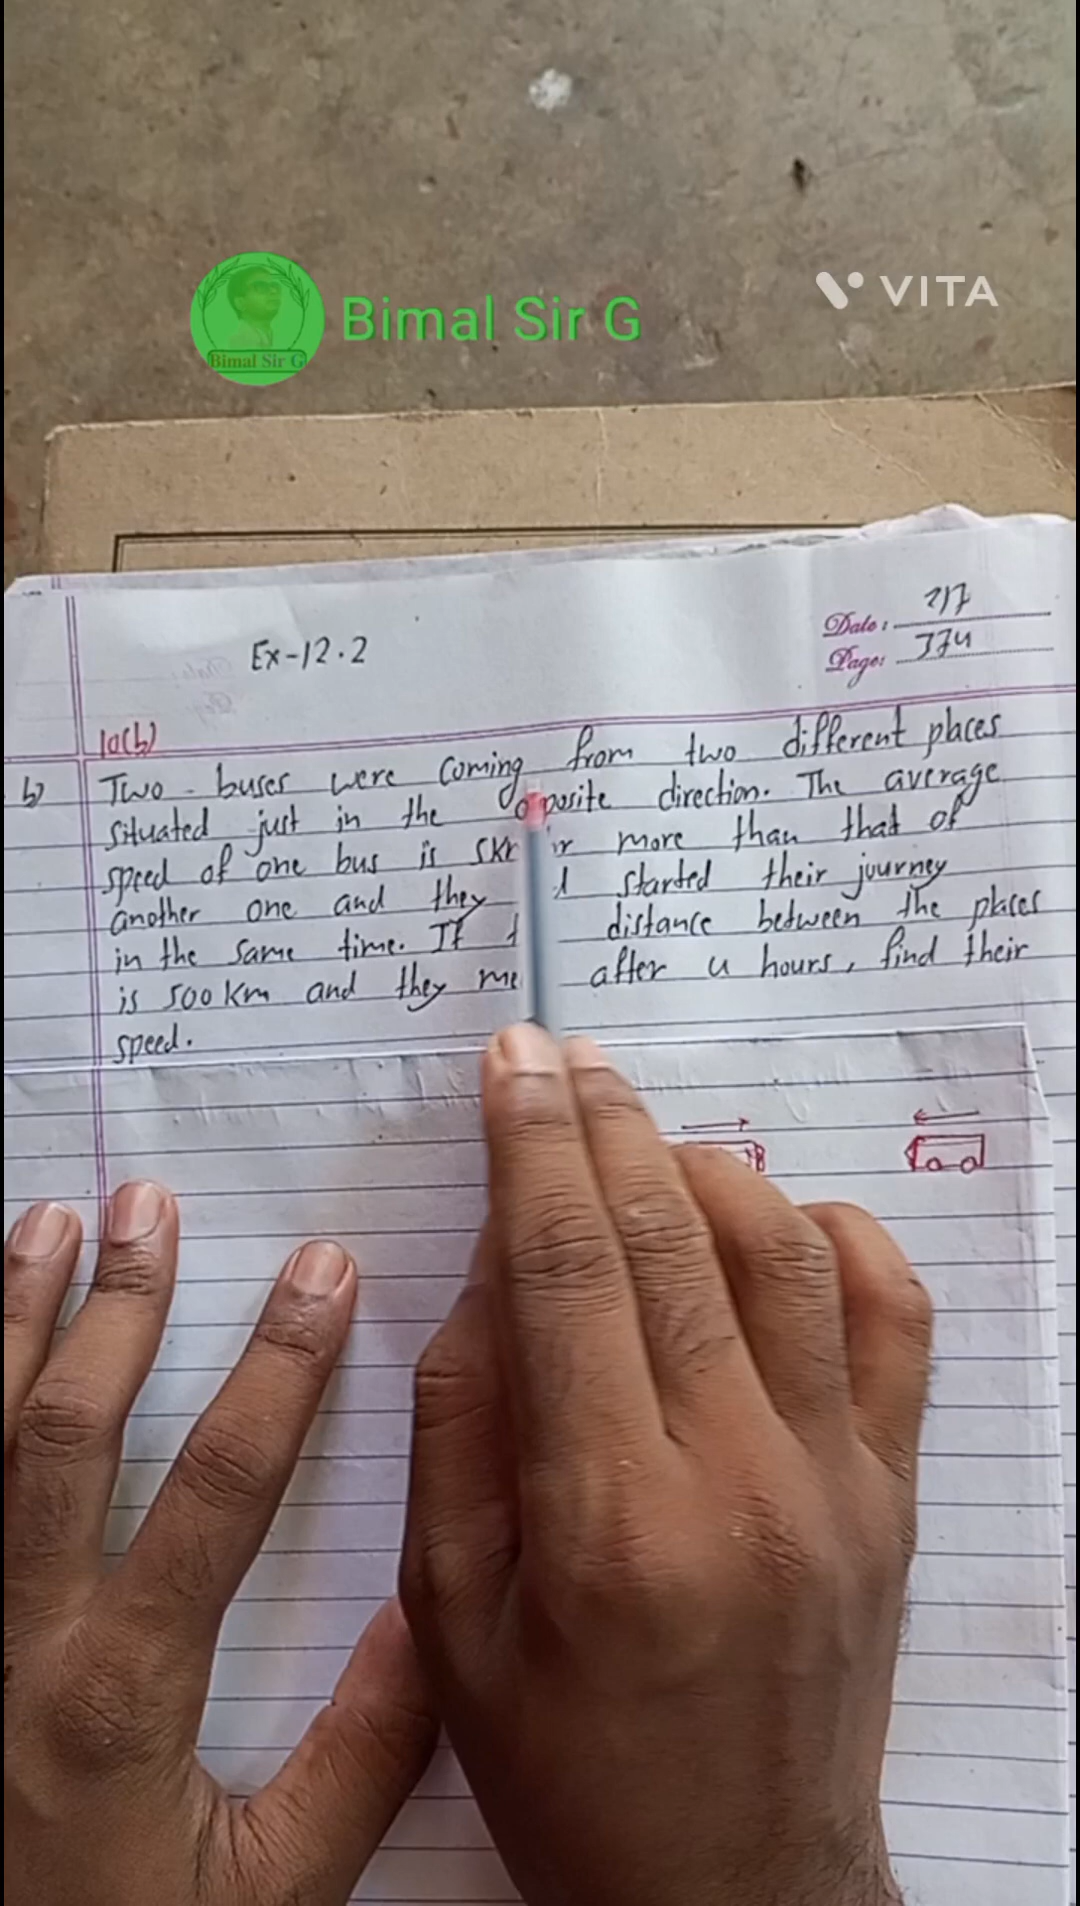 Bimal Sir G
Bimal Sir G
VITA
Date: 217
Page: 374
Ex-12.2
10(b)
b) Two buses were coming from two different places
situated just in the opposite direction. The average
speed of one bus is 5k r more than that of
another one and they started their journey
in the same time. If distance between the places
is 500 km and they me after 4 hours, find their
speed.